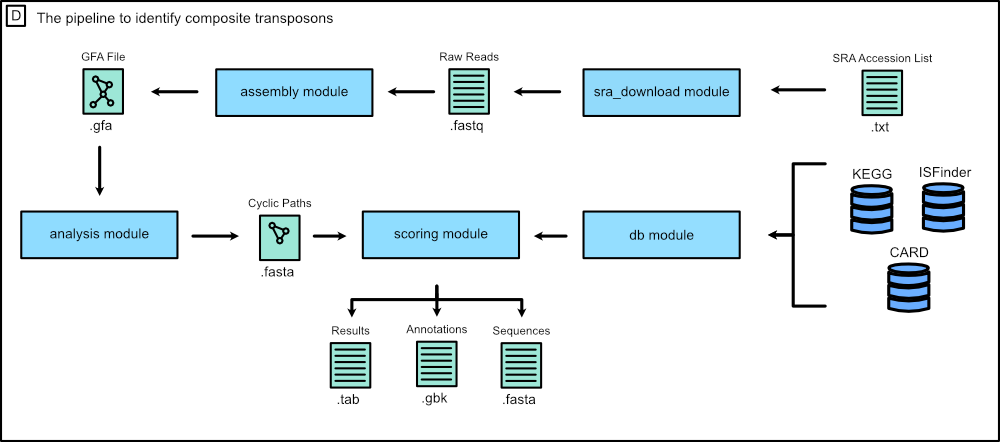 D The pipeline to identify composite transposons
GFA File
Raw Reads
SRA Accession List
assembly module
sra_download module
.gfa
.fastq
.txt
KEGG
ISFinder
Cyclic Paths
analysis module
scoring module
db module
.fasta
CARD
Results
Annotations
Sequences
.tab
.gbk
.fasta